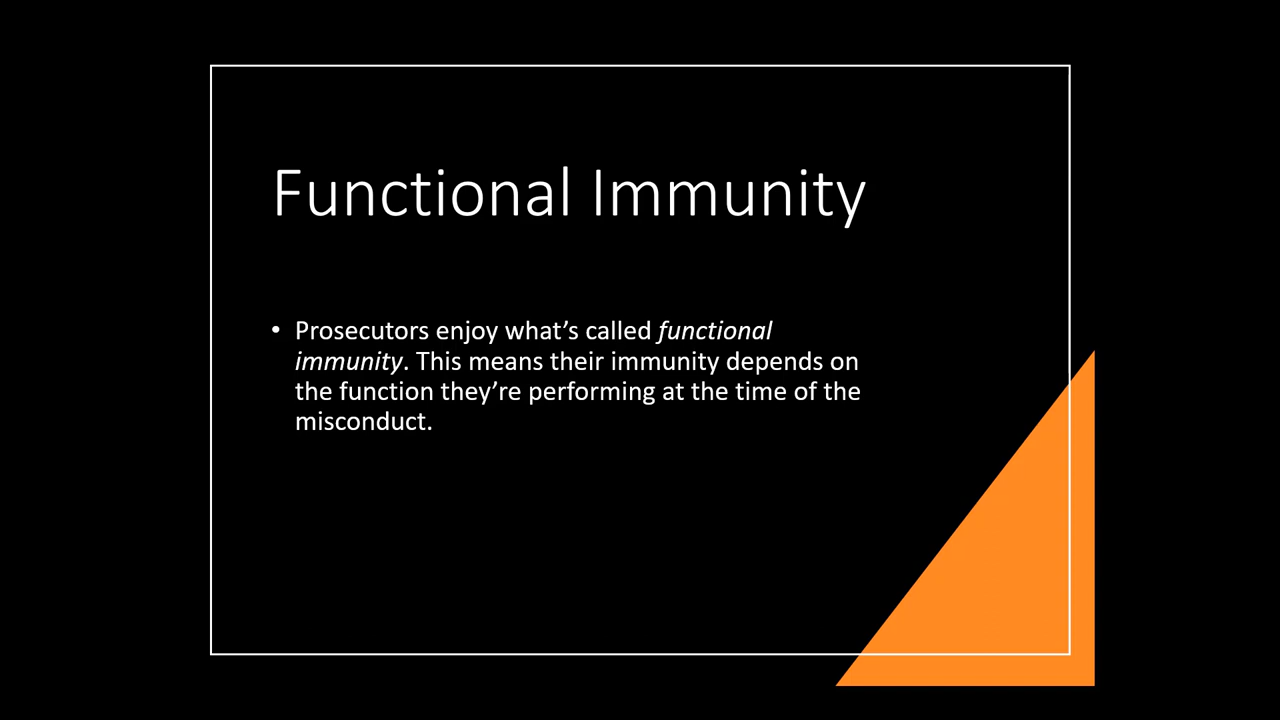 Functional Immunity
• Prosecutors enjoy what’s called functional
immunity. This means their immunity depends on
the function they’re performing at the time of the
misconduct.